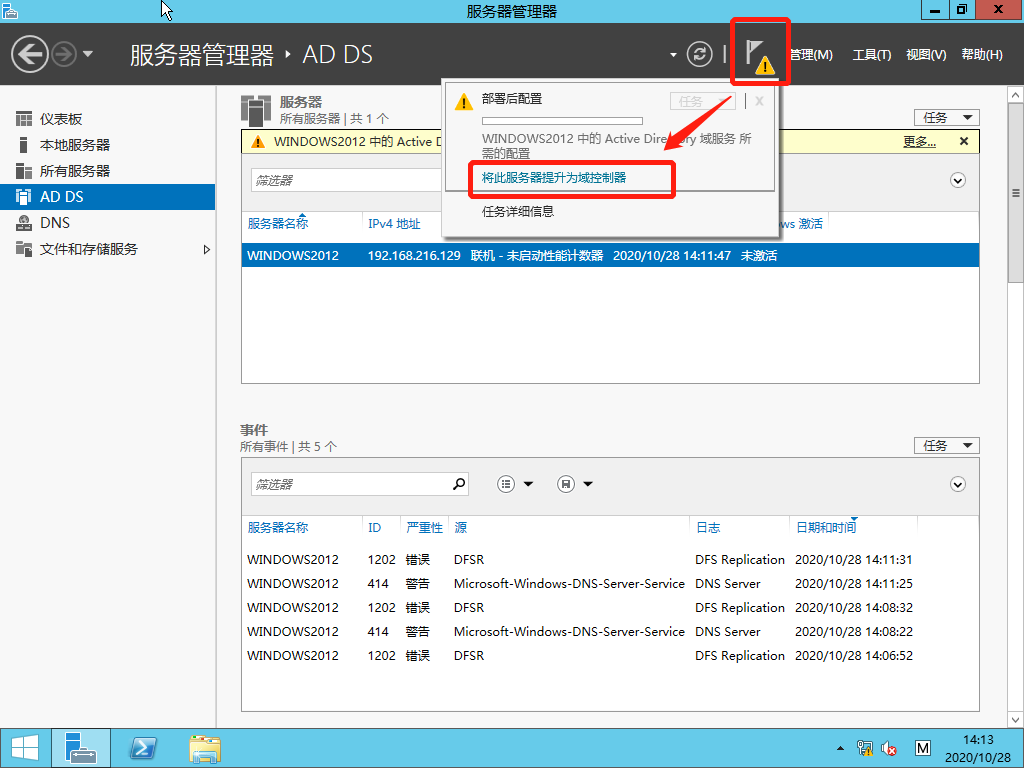 服务器管理器
服务器管理器 · AD DS
管理(M) 工具(T) 视图(V) 帮助(H)
仪表板
本地服务器
所有服务器
AD DS
DNS
文件和存储服务
服务器
所有服务器 | 共 1 个
任务
WINDOWS2012 中的 Active D
更多...
筛选器
部署后配置
任务
WINDOWS2012 中的 Active Directory 域服务 所
需的配置
将此服务器提升为域控制器
任务详细信息
服务器名称 IPv4 地址 ows 激活
WINDOWS2012 192.168.216.129 联机 - 未启动性能计数器 2020/10/28 14:11:47 未激活
事件
所有事件 | 共 5 个
任务
筛选器
服务器名称 ID 严重性 源 日志 日期和时间
WINDOWS2012 1202 错误 DFSR DFS Replication 2020/10/28 14:11:31
WINDOWS2012 414 警告 Microsoft-Windows-DNS-Server-Service DNS Server 2020/10/28 14:11:25
WINDOWS2012 1202 错误 DFSR DFS Replication 2020/10/28 14:08:32
WINDOWS2012 414 警告 Microsoft-Windows-DNS-Server-Service DNS Server 2020/10/28 14:08:22
WINDOWS2012 1202 错误 DFSR DFS Replication 2020/10/28 14:06:52
M
14:13
2020/10/28